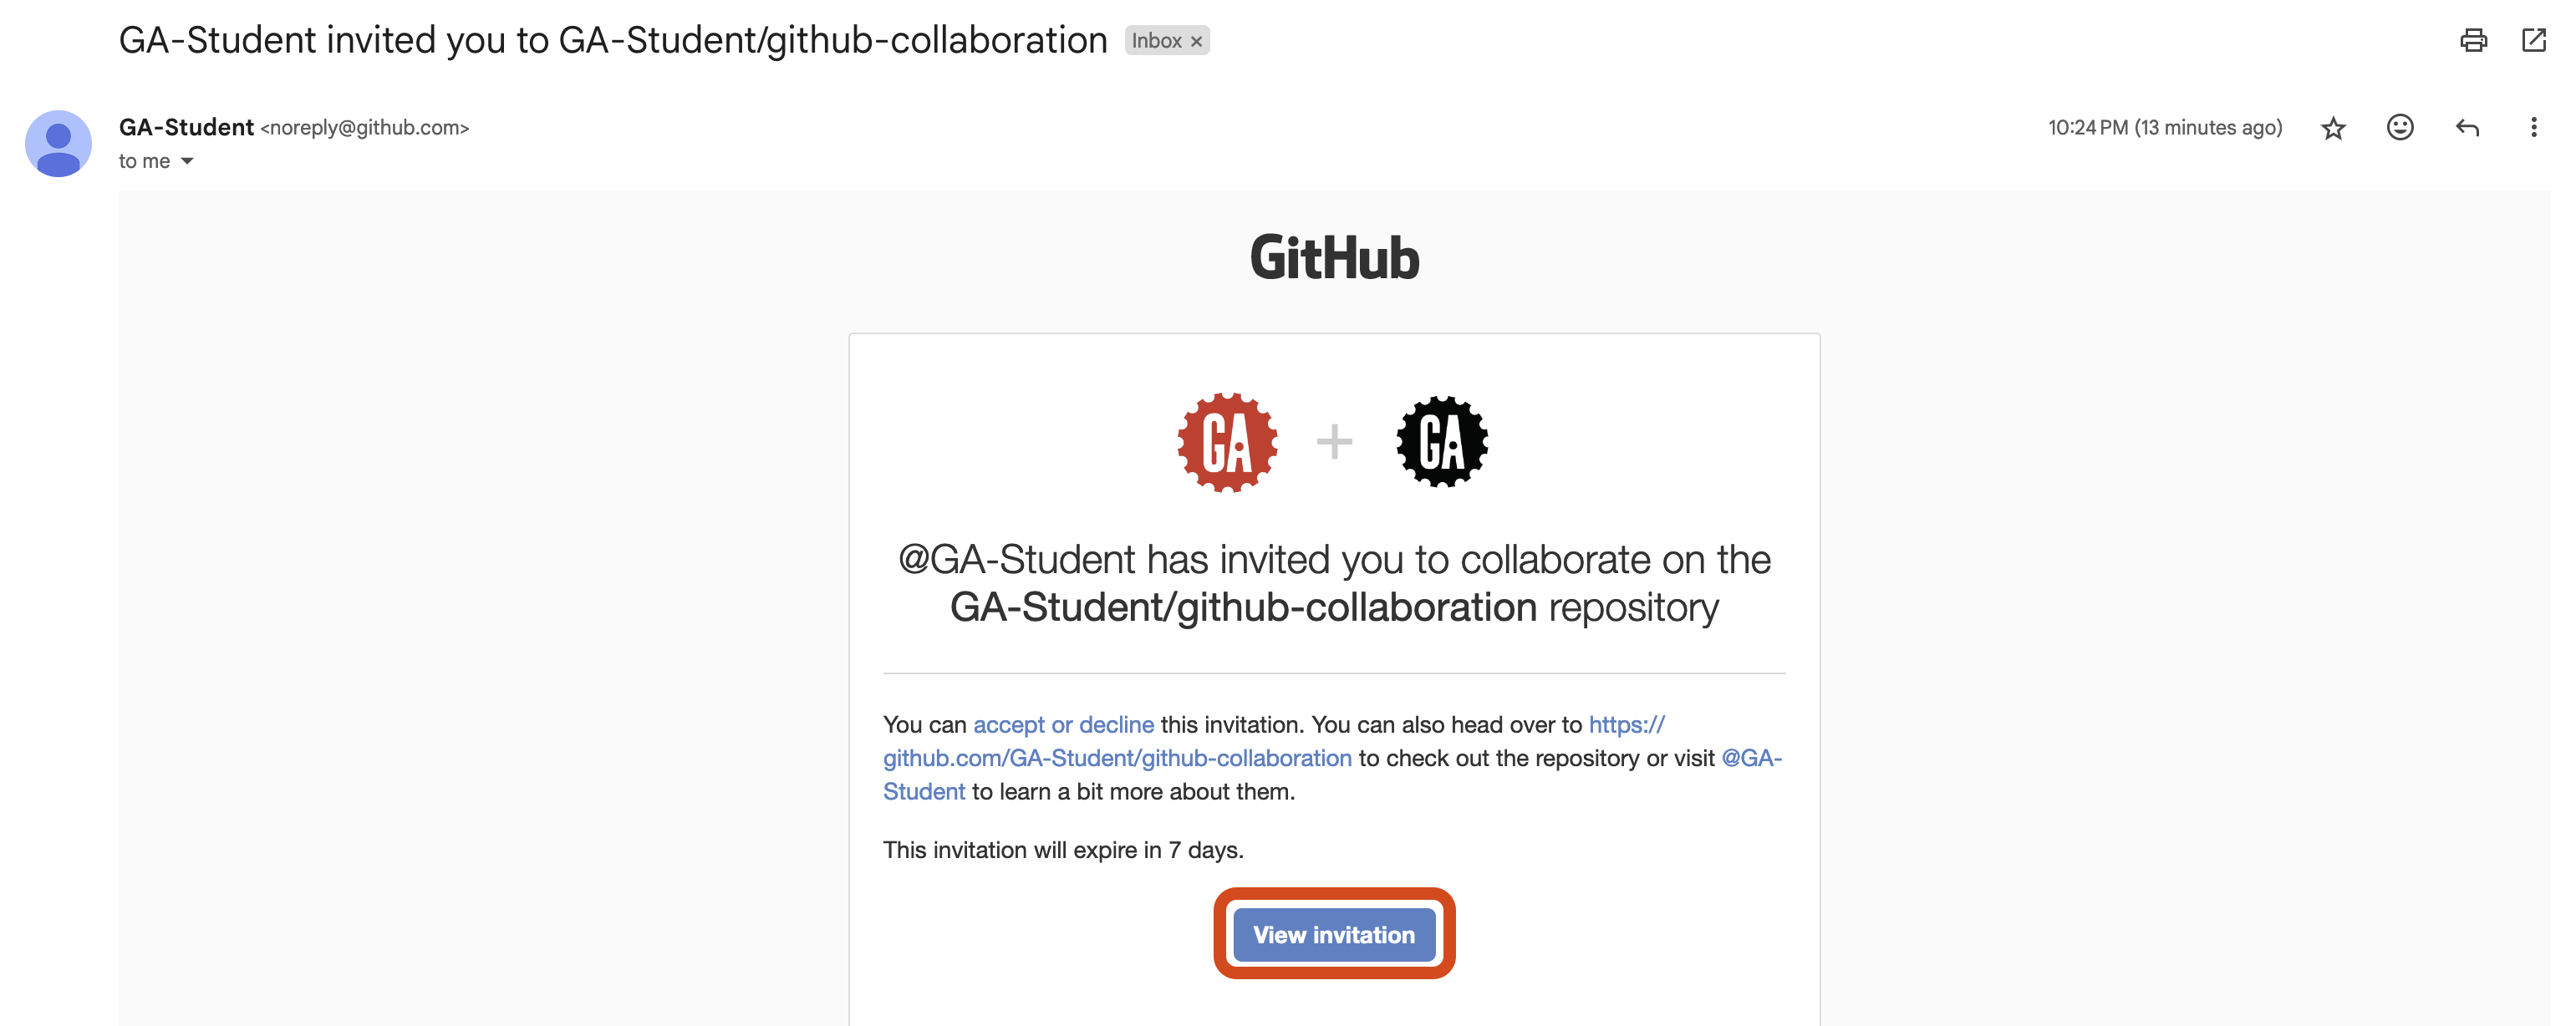 GA-Student invited you to GA-Student/github-collaboration Inbox ×
GA-Student <noreply@github.com> 10:24 PM (13 minutes ago)
to me
GitHub
GA + GA
@GA-Student has invited you to collaborate on the
GA-Student/github-collaboration repository
You can accept or decline this invitation. You can also head over to https://
github.com/GA-Student/github-collaboration to check out the repository or visit @GA-
Student to learn a bit more about them.
This invitation will expire in 7 days.
View invitation